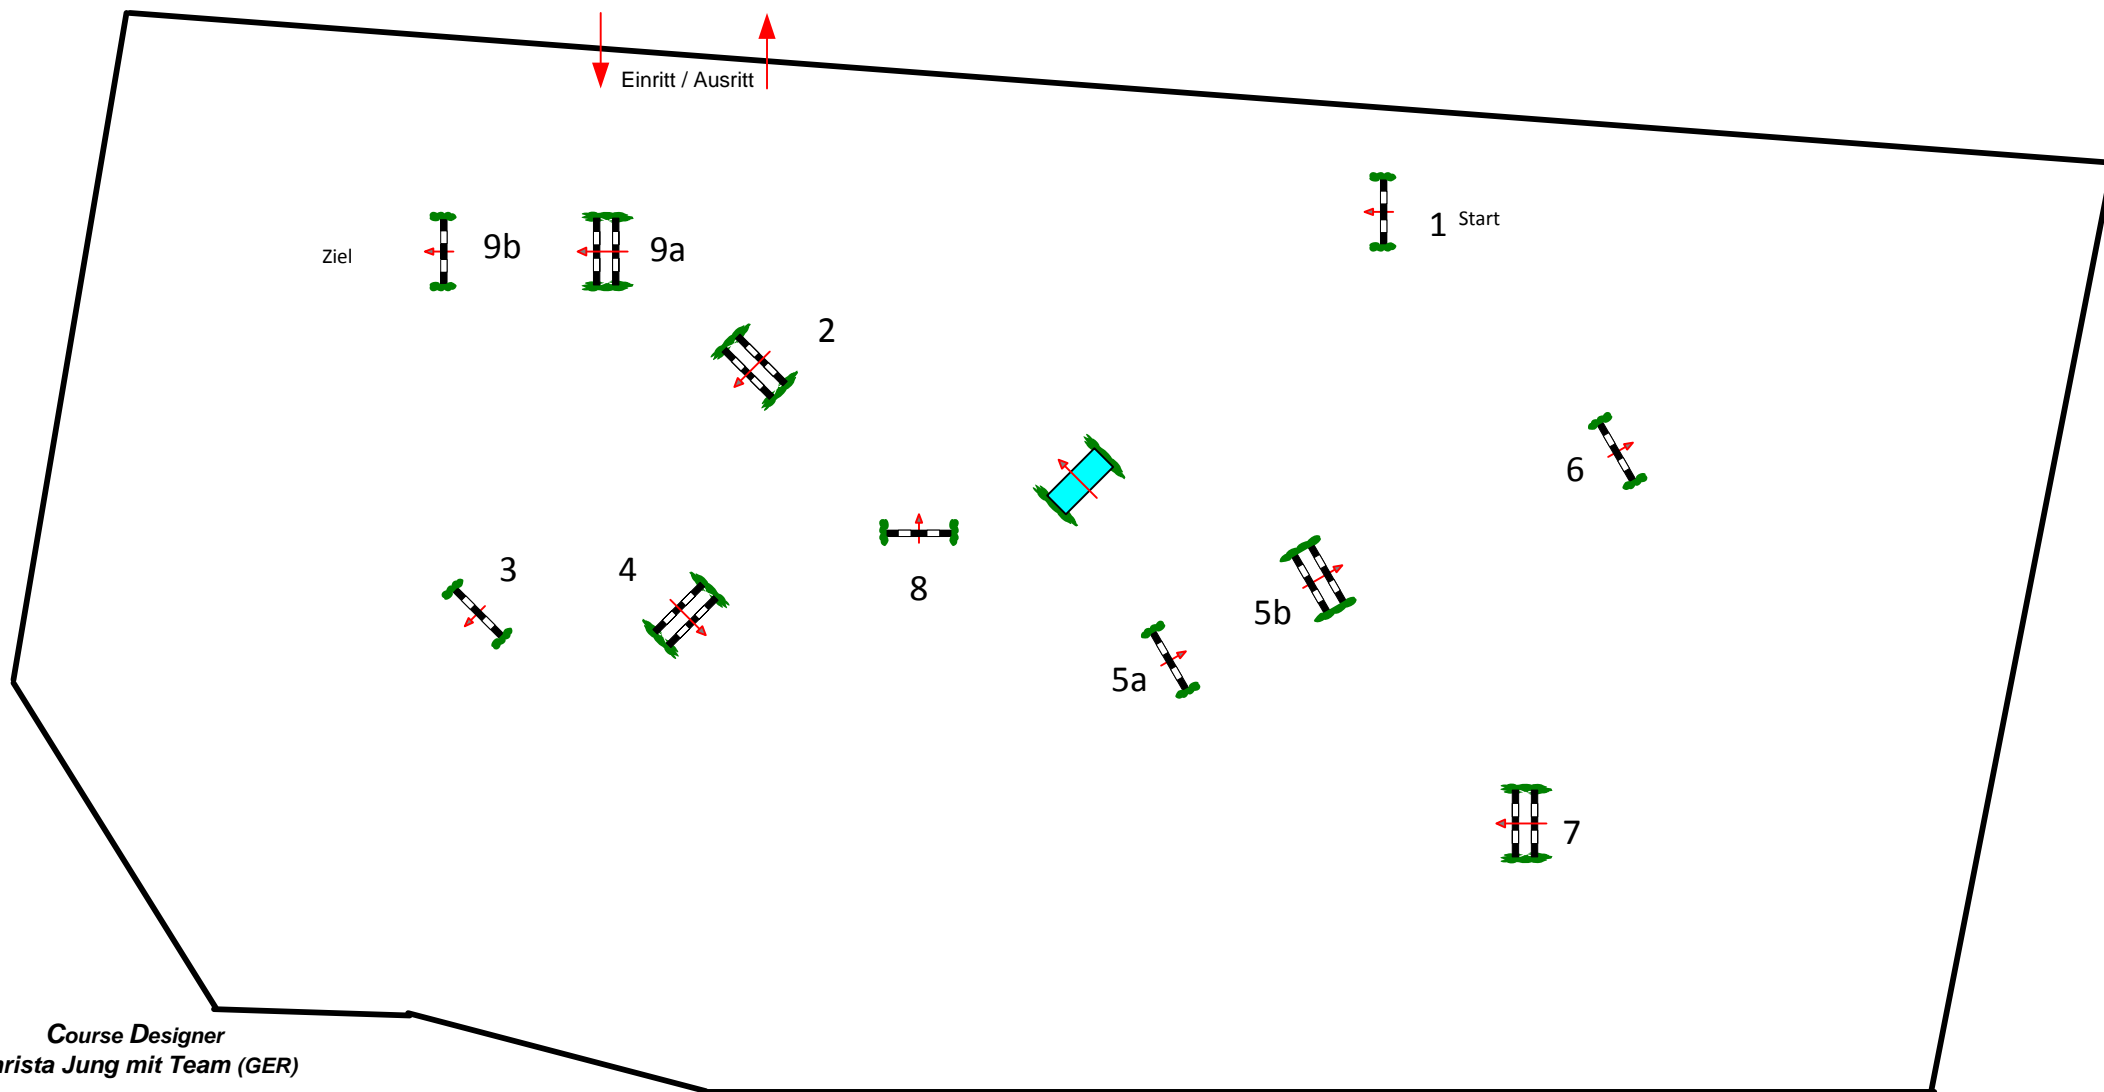 Einritt / Ausritt
1 Start
Ziel
9b
9a
2
6
3
4
8
5b
5a
7
Course Designer
Jung mit Team (GER)